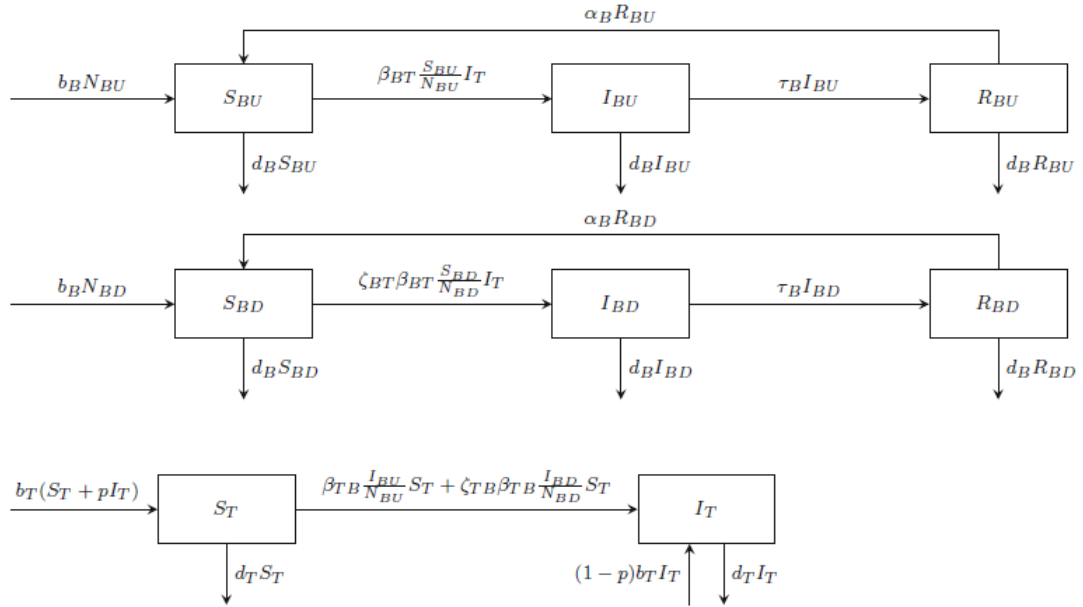 α_B R_{BU}
b_B N_{BU}
S_{BU}
β_{BT} \frac{S_{BU}}{N_{BU}} I_T
I_{BU}
τ_B I_{BU}
R_{BU}
d_B S_{BU}
d_B I_{BU}
d_B R_{BU}
α_B R_{BD}
b_B N_{BD}
S_{BD}
ζ_{BT} β_{BT} \frac{S_{BD}}{N_{BD}} I_T
I_{BD}
τ_B I_{BD}
R_{BD}
d_B S_{BD}
d_B I_{BD}
d_B R_{BD}
b_T(S_T + pI_T)
S_T
β_{TB} \frac{I_{BU}}{N_{BU}} S_T + ζ_{TB} β_{TB} \frac{I_{BD}}{N_{BD}} S_T
I_T
d_T S_T
(1 − p)b_T I_T
d_T I_T